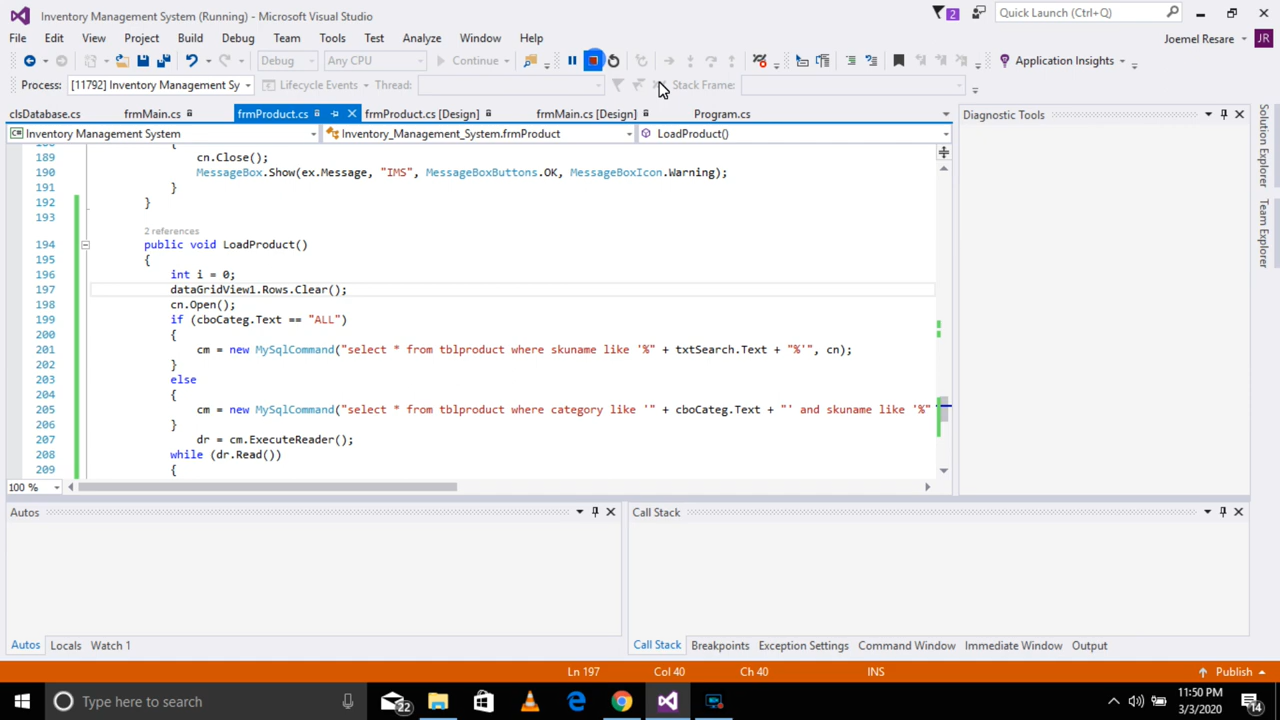 Inventory Management System (Running) - Microsoft Visual Studio
2
Quick Launch (Ctrl+Q)
File Edit View Project Build Debug Team Tools Test Analyze Window Help
Joemel Resare JR
Debug Any CPU Continue Application Insights
Process: [11792] Inventory Management Sy Lifecycle Events Thread: Stack Frame:
clsDatabase.cs frmMain.cs frmProduct.cs frmProduct.cs [Design] frmMain.cs [Design] Program.cs
Diagnostic Tools
Inventory Management System Inventory_Management_System.frmProduct LoadProduct()
188 {
189 cn.Close();
190 MessageBox.Show(ex.Message, "IMS", MessageBoxButtons.OK, MessageBoxIcon.Warning);
191 }
192 }
193
2 references
194 public void LoadProduct()
195 {
196 int i = 0;
197 dataGridView1.Rows.Clear();
198 cn.Open();
199 if (cboCateg.Text == "ALL")
200 {
201 cm = new MySqlCommand("select * from tblproduct where skuname like '%" + txtSearch.Text + "%'", cn);
202 }
203 else
204 {
205 cm = new MySqlCommand("select * from tblproduct where category like '" + cboCateg.Text + "' and skuname like '%"
206 }
207 dr = cm.ExecuteReader();
208 while (dr.Read())
209 {
100 %
Solution Explorer
Team Explorer
Autos
Call Stack
Autos Locals Watch 1
Call Stack Breakpoints Exception Settings Command Window Immediate Window Output
Ln 197 Col 40 Ch 40 INS Publish
Type here to search
22
11:50 PM
3/3/2020
14